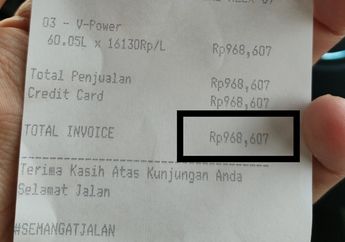 03 - V-Power
60.05L x 16130Rp/L
Rp968,607
Total Penjualan Rp968,607
Credit Card Rp968,607
TOTAL INVOICE Rp968,607
Terima Kasih Atas Kunjungan Anda
Selamat Jalan
#SEMANGATJALAN